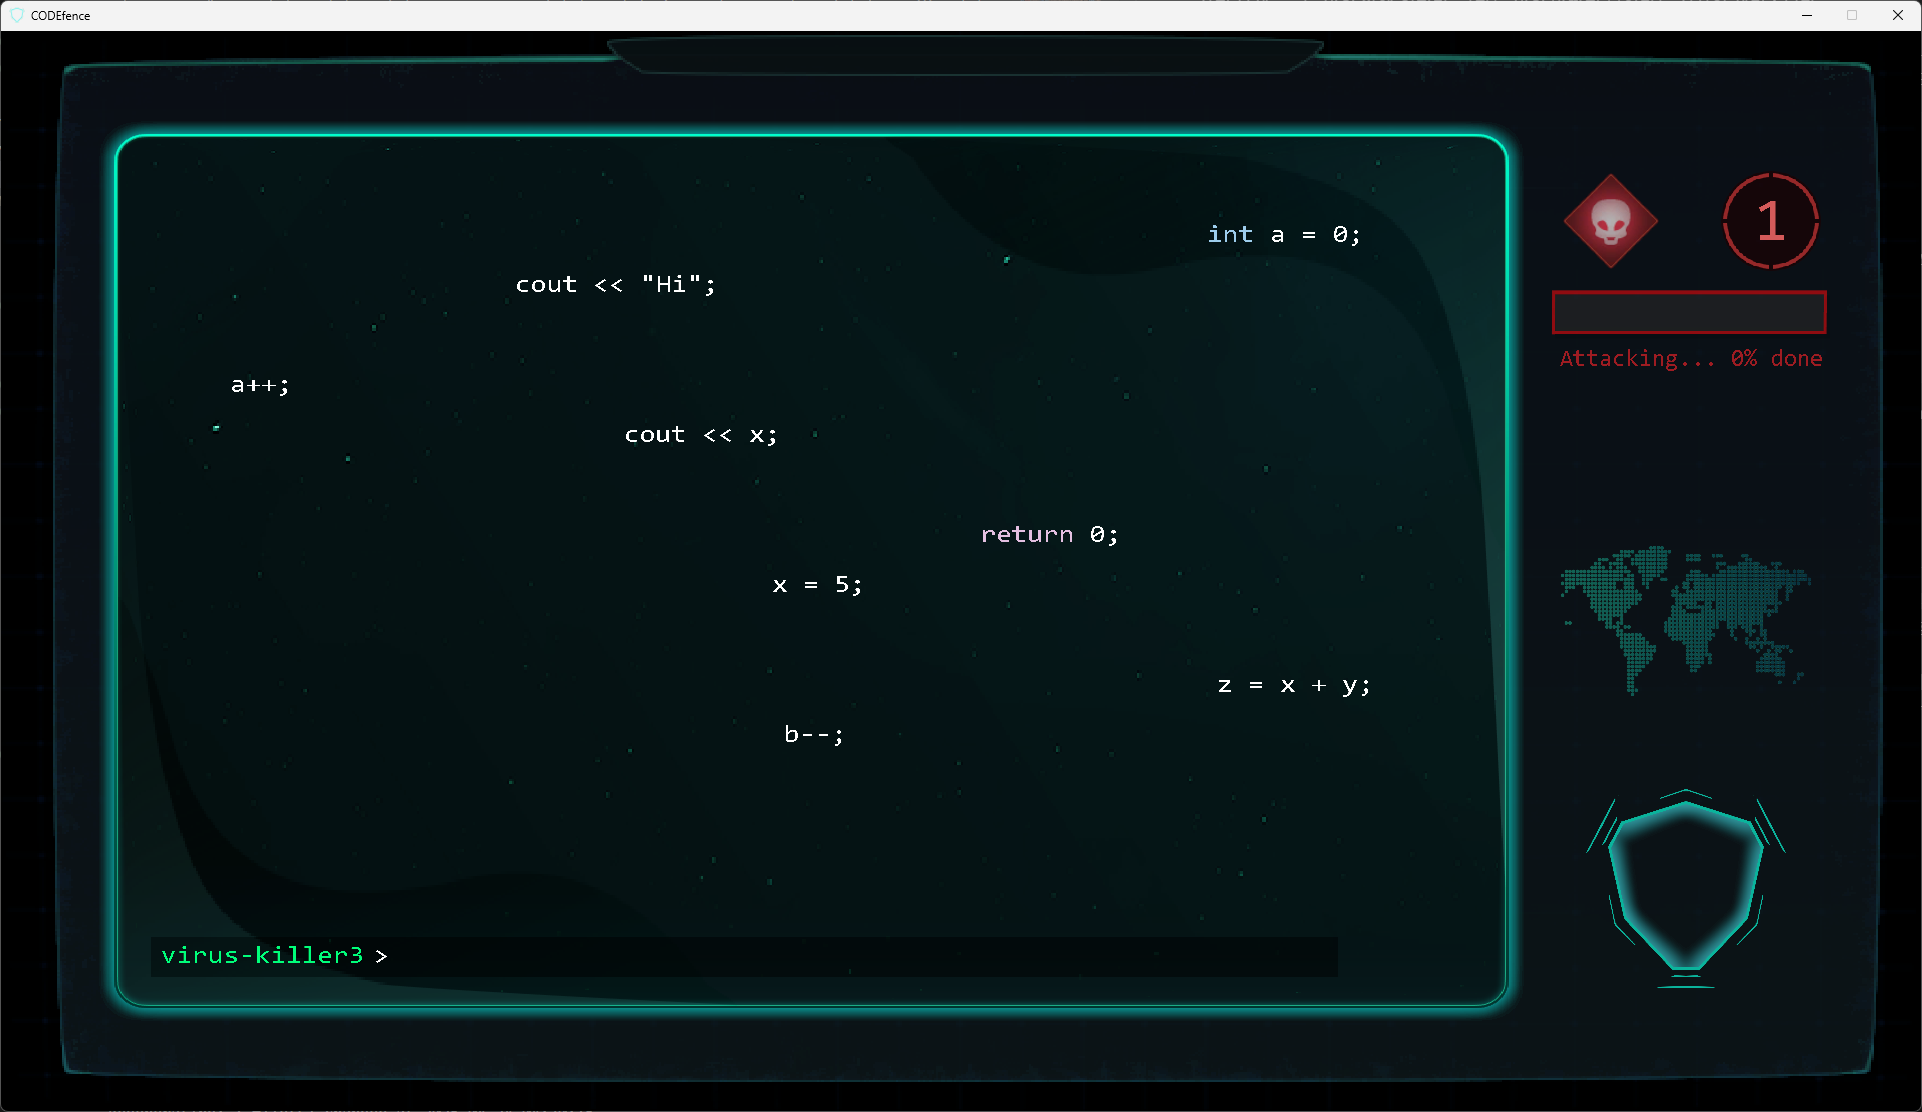 CODEfence
int a = 0;
1
cout << "Hi";
Attacking... 0% done
a++;
cout << x;
return 0;
x = 5;
z = x + y;
b--;
virus-killer3 >